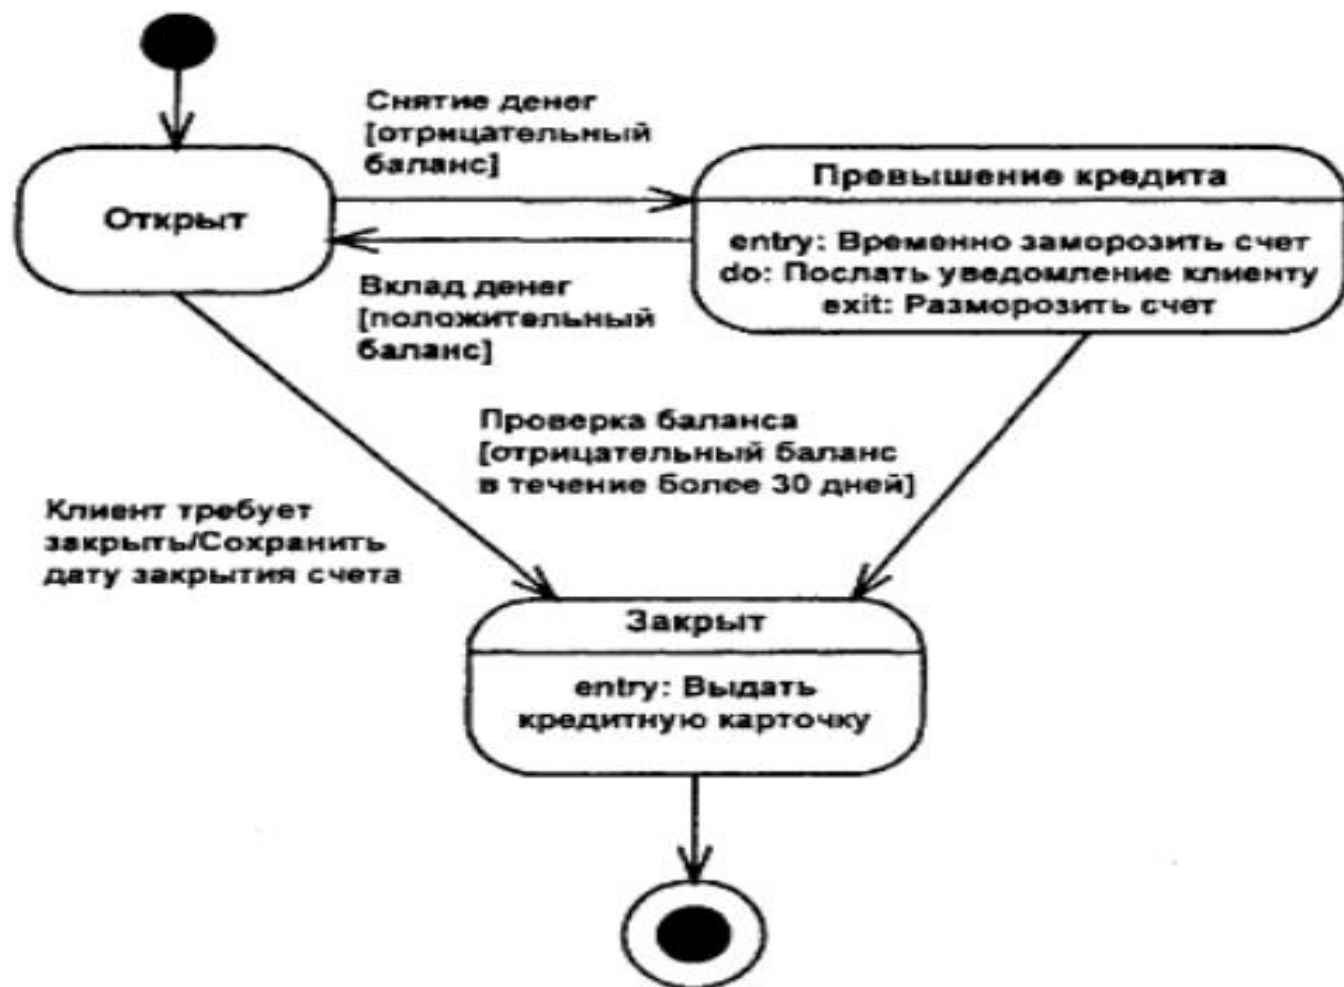 Снятие денег
[отрицательный
баланс]
Открыт
Превышение кредита
entry: Временно заморозить счет
do: Послать уведомление клиенту
exit: Разморозить счет
Вклад денег
[положительный
баланс]
Проверка баланса
[отрицательный баланс
в течение более 30 дней]
Клиент требует
закрыть/Сохранить
дату закрытия счета
Закрыт
entry: Выдать
кредитную карточку